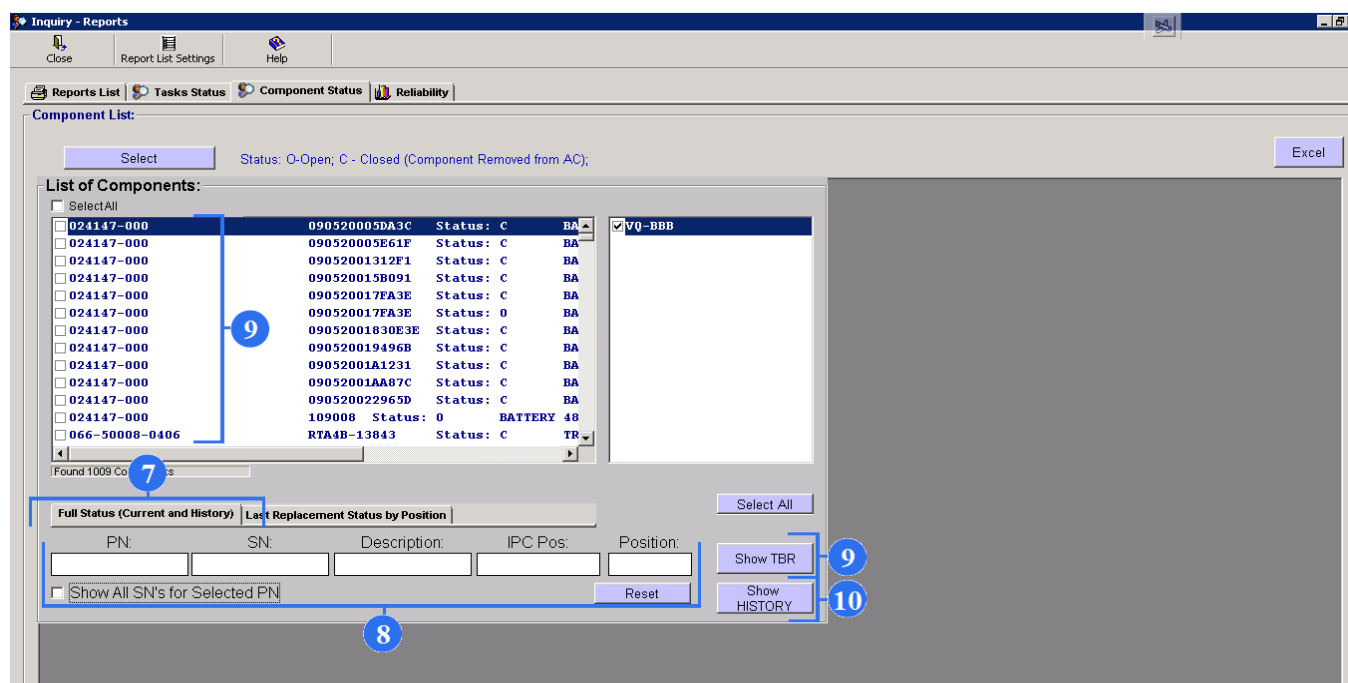 Inquiry - Reports
Close Report List Settings Help
Reports List Tasks Status Component Status Reliability
Component List:
Select Status: O-Open; C - Closed (Component Removed from AC); Excel
List of Components:
SelectAll
024147-000 090520005DA3C Status: C BA VQ-BBB
024147-000 090520005E61F Status: C BA
024147-000 09052001312F1 Status: C BA
024147-000 090520015B091 Status: C BA
024147-000 090520017FA3E Status: C BA
024147-000 090520017FA3E Status: O BA
024147-000 09052001830E3E Status: C BA
9
024147-000 090520019496B Status: C BA
024147-000 09052001A1231 Status: C BA
024147-000 09052001AA87C Status: C BA
024147-000 090520022965D Status: C BA
024147-000 109008 Status: O BATTERY 48
066-50008-0406 RTA4B-13843 Status: C TR
Found 1009 Co s
7
Select All
Full Status (Current and History) Last Replacement Status by Position
PN: SN: Description: IPC Pos: Position:
Show TBR 9
Show All SN's for Selected PN Reset Show
HISTORY 10
8